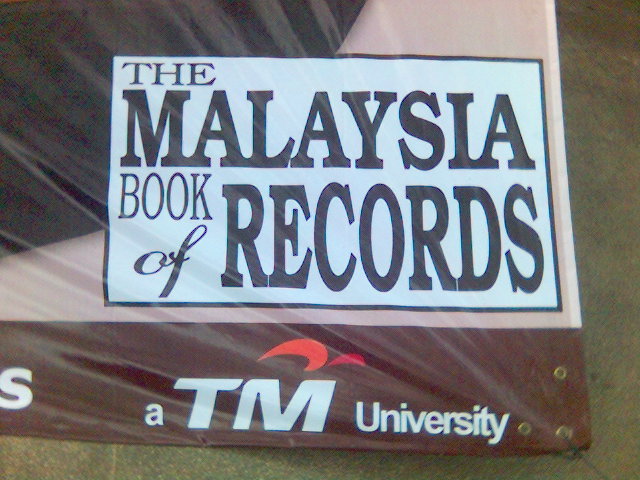 THE
MALAYSIA
BOOK
of RECORDS
s
a TM University